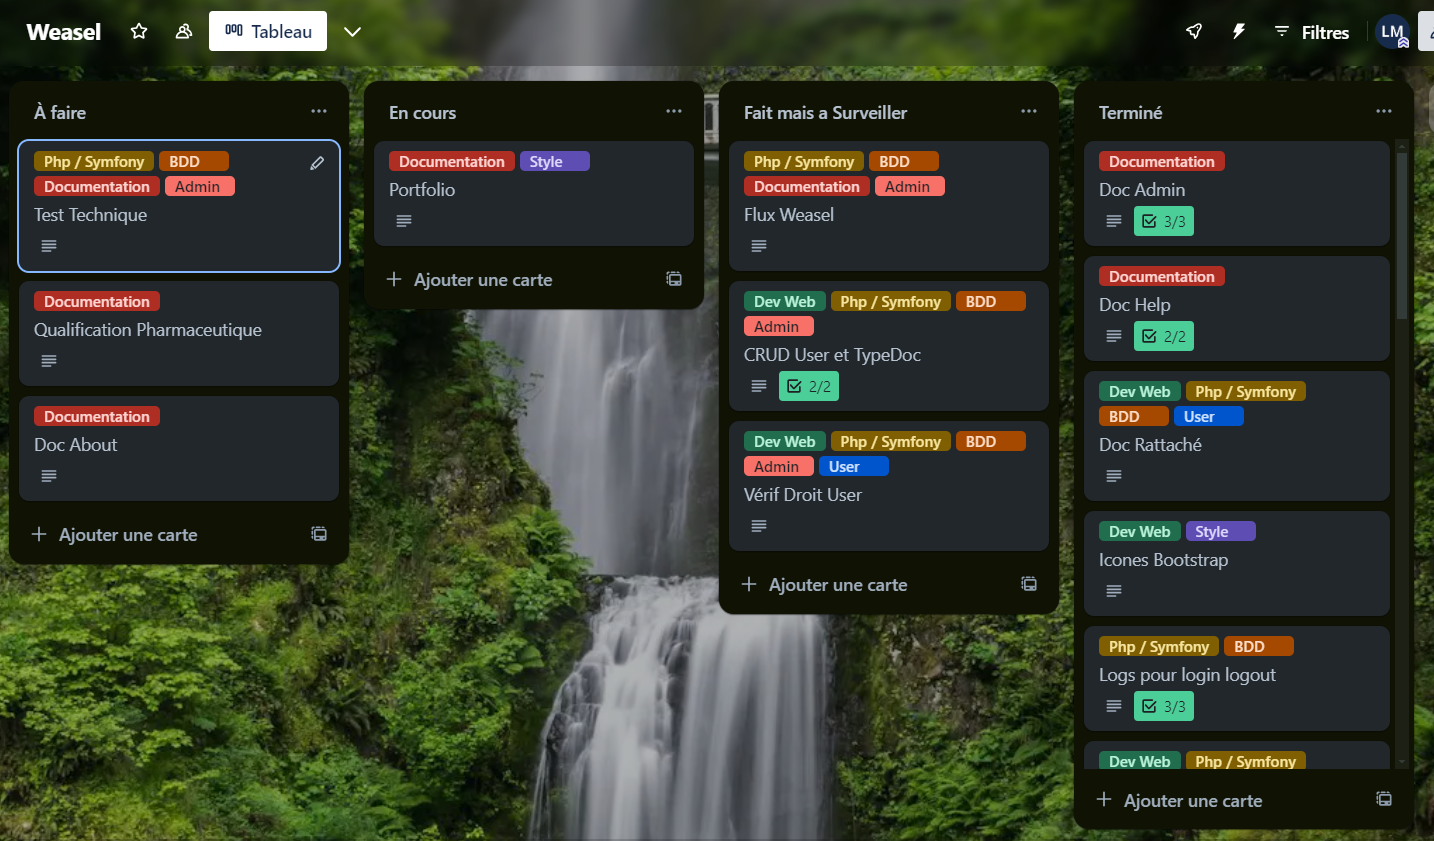 Weasel
Tableau
Filtres
LM
À faire
Php / Symfony BDD
Documentation Admin
Test Technique
Documentation
Qualification Pharmaceutique
Documentation
Doc About
Ajouter une carte
En cours
Documentation Style
Portfolio
Ajouter une carte
Fait mais a Surveiller
Php / Symfony BDD
Documentation Admin
Flux Weasel
Dev Web Php / Symfony BDD
Admin
CRUD User et TypeDoc
2/2
Dev Web Php / Symfony BDD
Admin User
Vérif Droit User
Ajouter une carte
Terminé
Documentation
Doc Admin
3/3
Documentation
Doc Help
2/2
Dev Web Php / Symfony
BDD User
Doc Rattaché
Dev Web Style
Icones Bootstrap
Php / Symfony BDD
Logs pour login logout
3/3
Dev Web Php / Symfony
Ajouter une carte